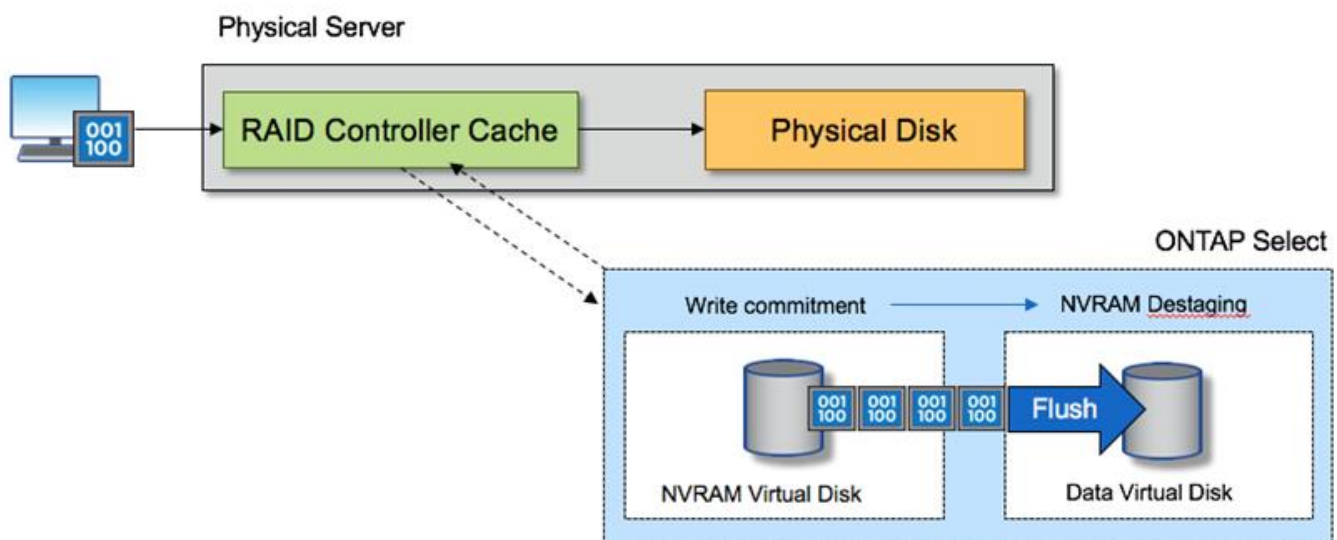 Physical Server
001
100
RAID Controller Cache
Physical Disk
ONTAP Select
Write commitment
NVRAM Destaging
001 001 001 001
100 100 100 100
Flush
NVRAM Virtual Disk
Data Virtual Disk